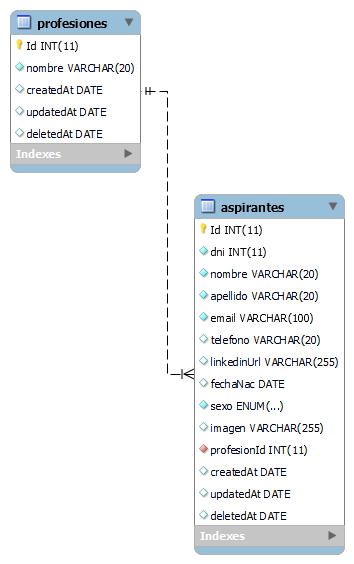 profesiones
Id INT(11)
nombre VARCHAR(20)
createdAt DATE
updatedAt DATE
deletedAt DATE
Indexes
aspirantes
Id INT(11)
dni INT(11)
nombre VARCHAR(20)
apellido VARCHAR(20)
email VARCHAR(100)
telefono VARCHAR(20)
linkedinUrl VARCHAR(255)
fechaNac DATE
sexo ENUM(...)
imagen VARCHAR(255)
profesionId INT(11)
createdAt DATE
updatedAt DATE
deletedAt DATE
Indexes